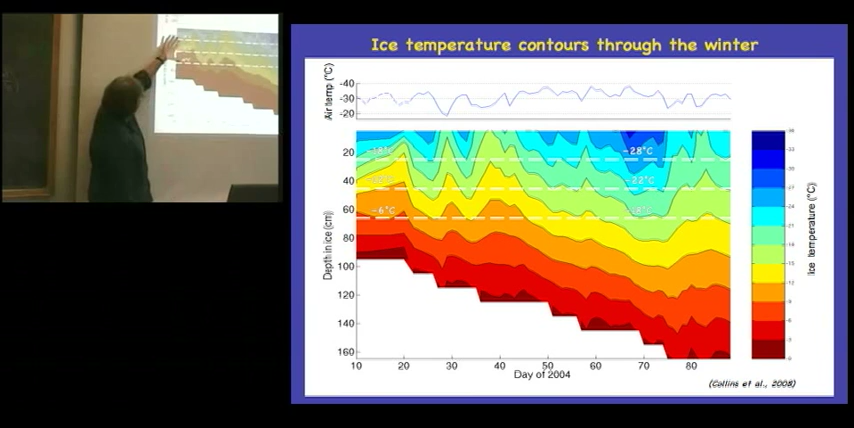 Ice temperature contours through the winter
Air temp (°C)
-40
-30
-20
Depth in ice (cm)
20
40
60
80
100
120
140
160
-28°C
-22°C
-6°C
10
20
30
40
50
60
70
80
Day of 2004
Ice temperature (°C)
(Collins et al., 2008)